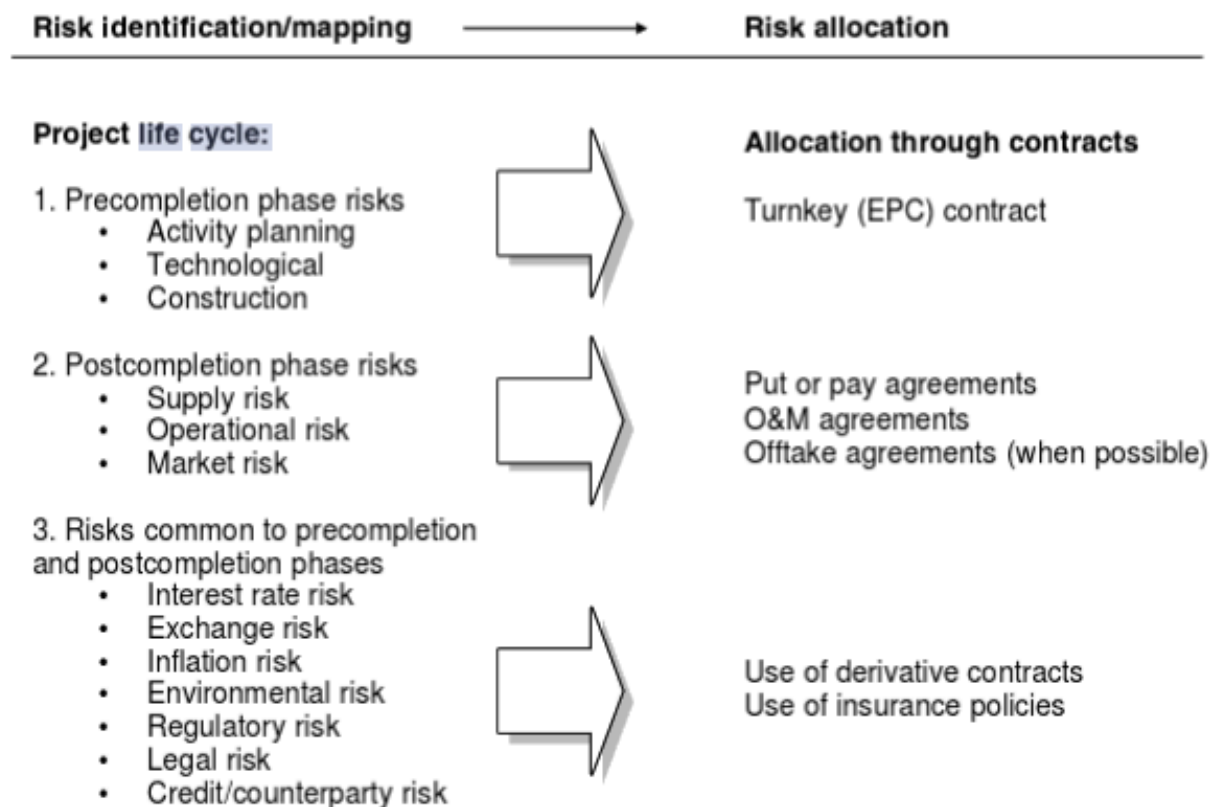 Risk identification/mapping
Risk allocation
Project life cycle:
Allocation through contracts
1. Precompletion phase risks
• Activity planning
• Technological
• Construction
Turnkey (EPC) contract
2. Postcompletion phase risks
• Supply risk
• Operational risk
• Market risk
Put or pay agreements
O&M agreements
Offtake agreements (when possible)
3. Risks common to precompletion
and postcompletion phases
• Interest rate risk
• Exchange risk
• Inflation risk
• Environmental risk
• Regulatory risk
• Legal risk
• Credit/counterparty risk
Use of derivative contracts
Use of insurance policies